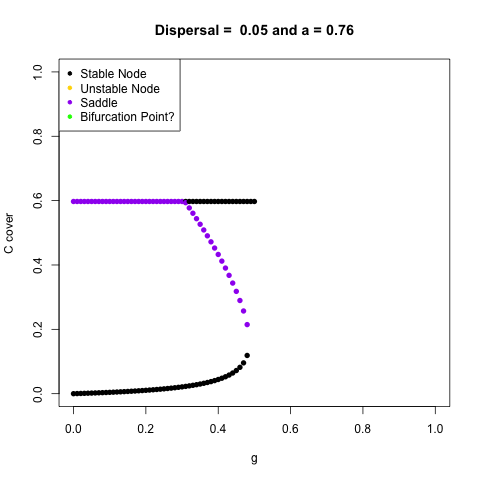 Dispersal =  0.05 and a = 0.76
Stable Node
Unstable Node
Saddle
Bifurcation Point?
1.0
0.8
0.6
0.4
0.2
0.0
C cover
0.0 0.2 0.4 0.6 0.8 1.0
g